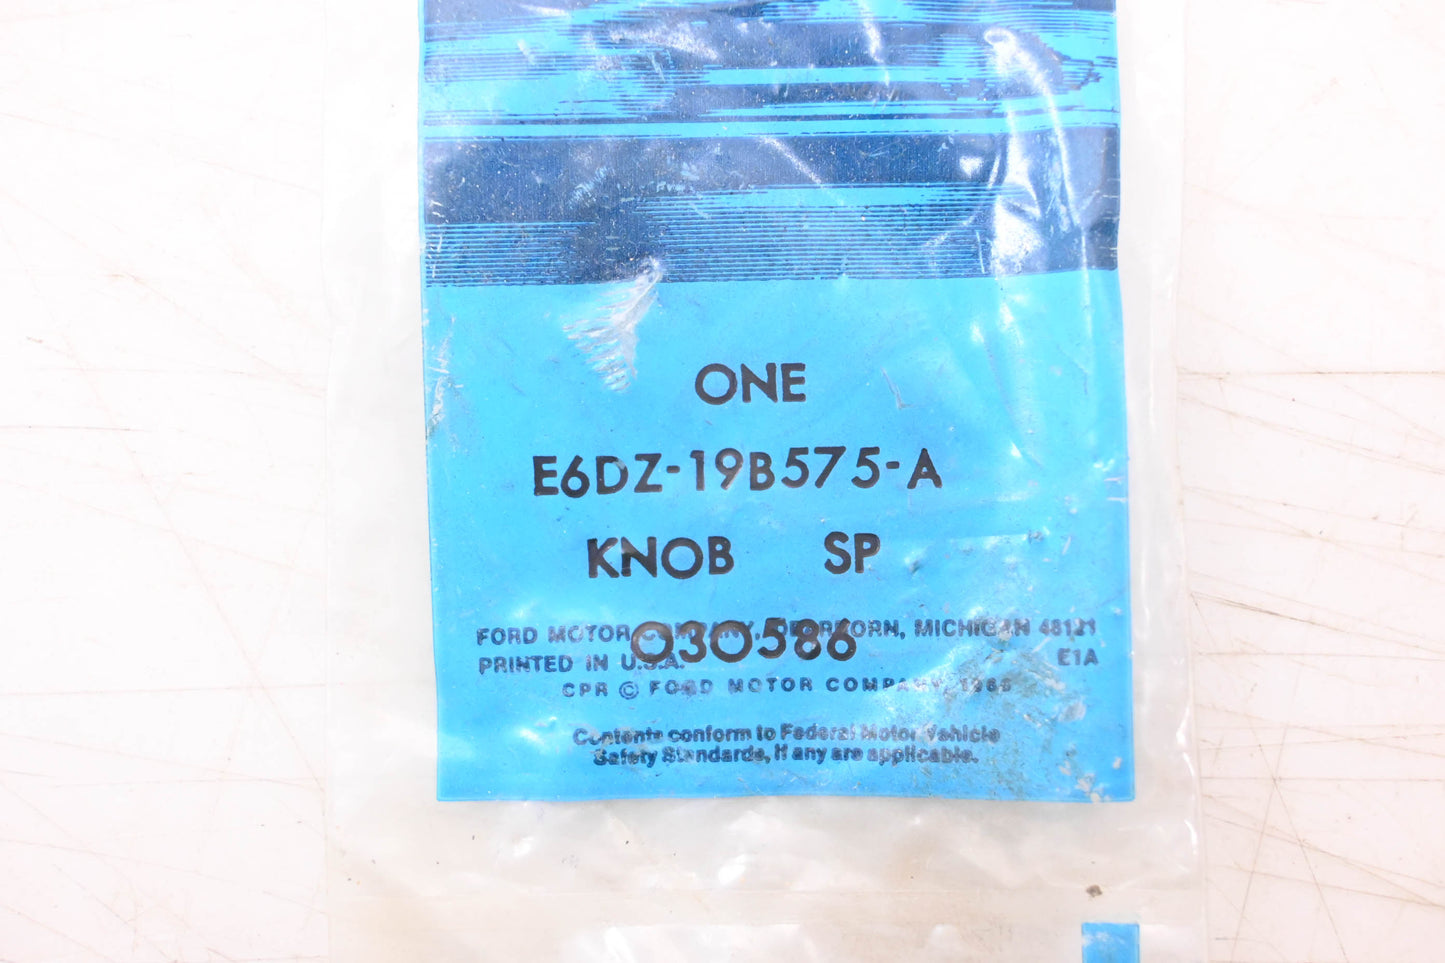 ONE
E6DZ-19B575-A
KNOB SP
030586
FORD MOTOR COMPANY, DEARBORN, MICHIGAN 48121
PRINTED IN U.S.A. E1A
CPR © FORD MOTOR COMPANY,
Contents conform to Federal Motor Vehicle
Safety Standards, if any are applicable.